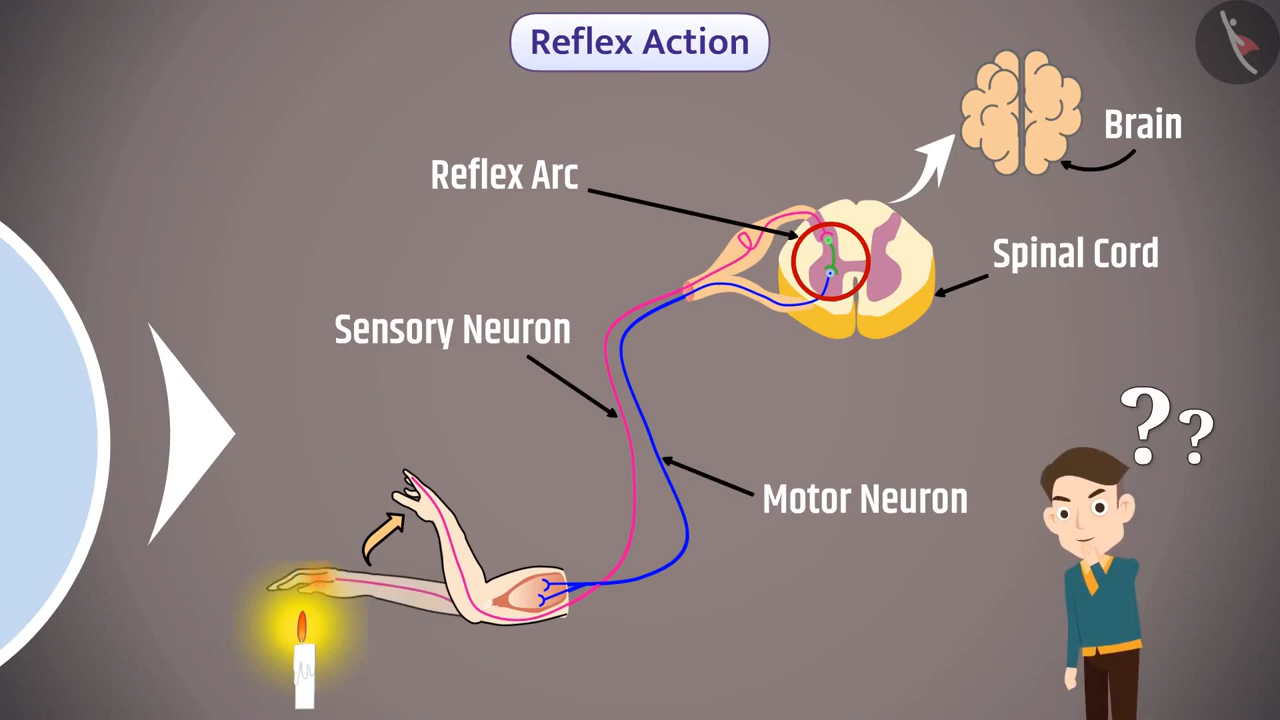 Reflex Action
Brain
Reflex Arc
Spinal Cord
Sensory Neuron
? ?
Motor Neuron